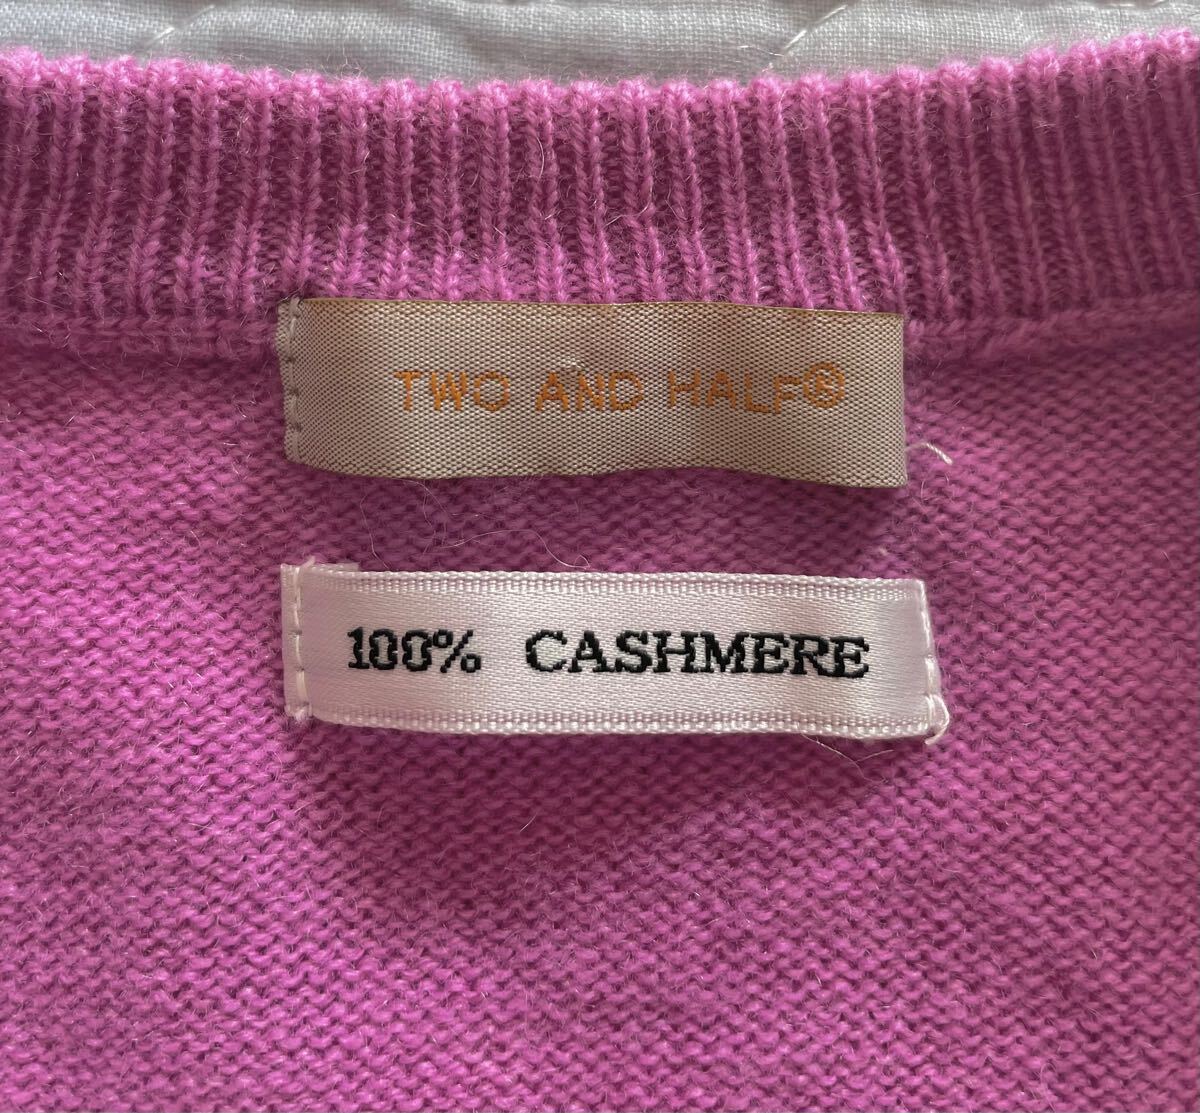 TWO AND HALF®
100% CASHMERE